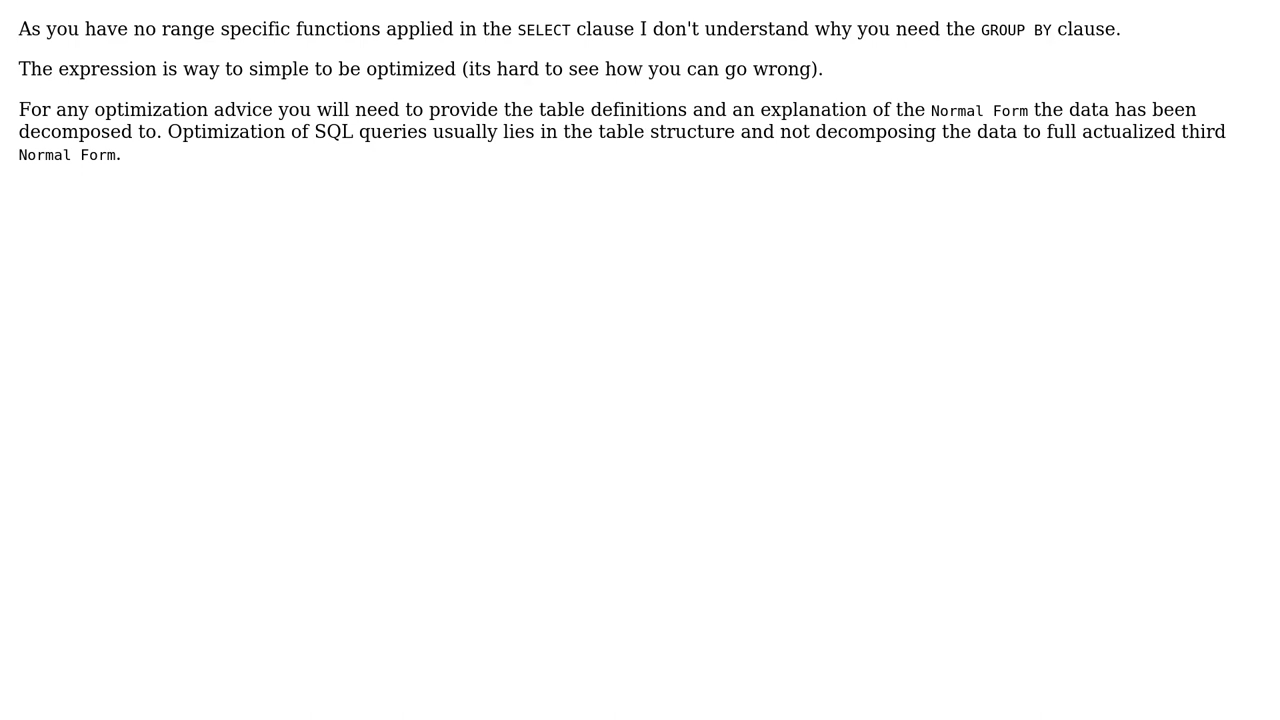 As you have no range specific functions applied in the SELECT clause I don't understand why you need the GROUP BY clause.
The expression is way to simple to be optimized (its hard to see how you can go wrong).
For any optimization advice you will need to provide the table definitions and an explanation of the Normal Form the data has been
decomposed to. Optimization of SQL queries usually lies in the table structure and not decomposing the data to full actualized third
Normal Form.